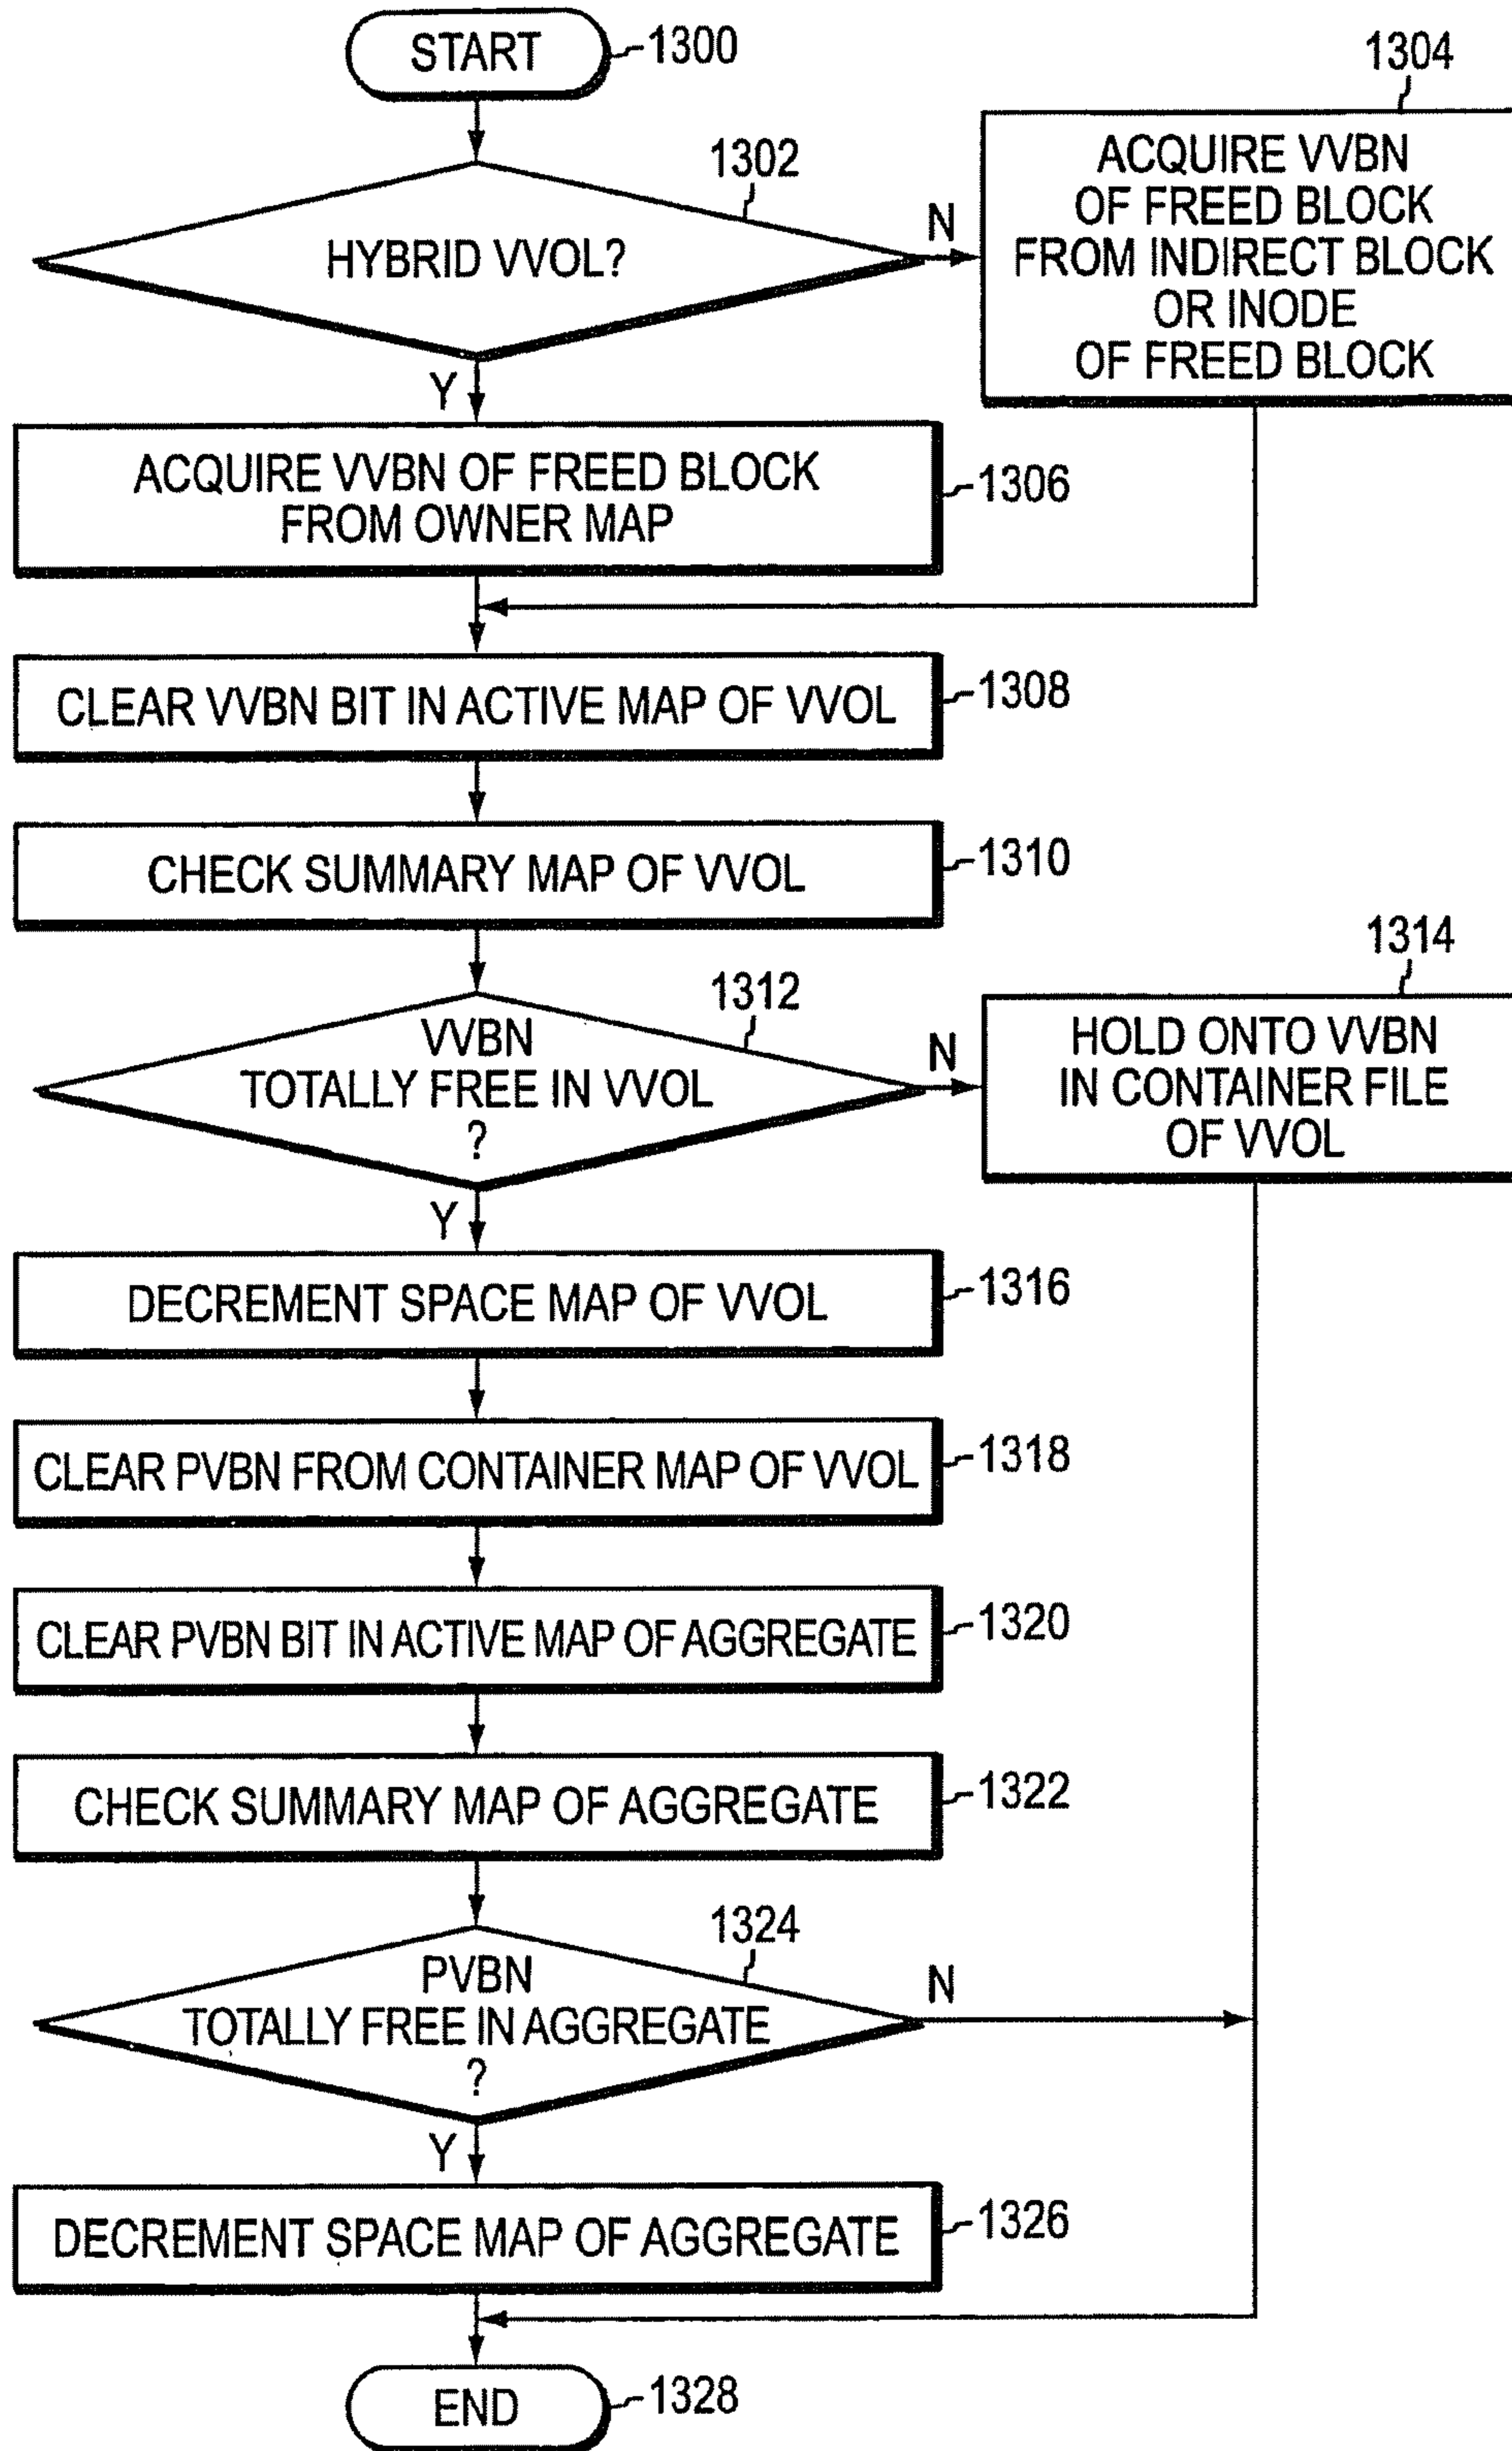 START
1300
1302
HYBRID VVOL?
N
Y
1304
ACQUIRE VVBN
OF FREED BLOCK
FROM INDIRECT BLOCK
OR INODE
OF FREED BLOCK
ACQUIRE VVBN OF FREED BLOCK
FROM OWNER MAP
1306
CLEAR VVBN BIT IN ACTIVE MAP OF VVOL
1308
CHECK SUMMARY MAP OF VVOL
1310
1312
VVBN
TOTALLY FREE IN VVOL
?
N
Y
1314
HOLD ONTO VVBN
IN CONTAINER FILE
OF VVOL
DECREMENT SPACE MAP OF VVOL
1316
CLEAR PVBN FROM CONTAINER MAP OF VVOL
1318
CLEAR PVBN BIT IN ACTIVE MAP OF AGGREGATE
1320
CHECK SUMMARY MAP OF AGGREGATE
1322
1324
PVBN
TOTALLY FREE IN AGGREGATE
?
N
Y
DECREMENT SPACE MAP OF AGGREGATE
1326
END
1328